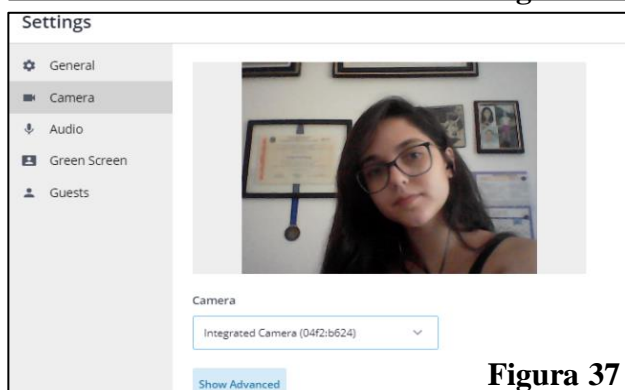 Settings
General
Camera
Audio
Green Screen
Guests
Camera
Integrated Camera (04f2:b624)
Show Advanced
Figura 37